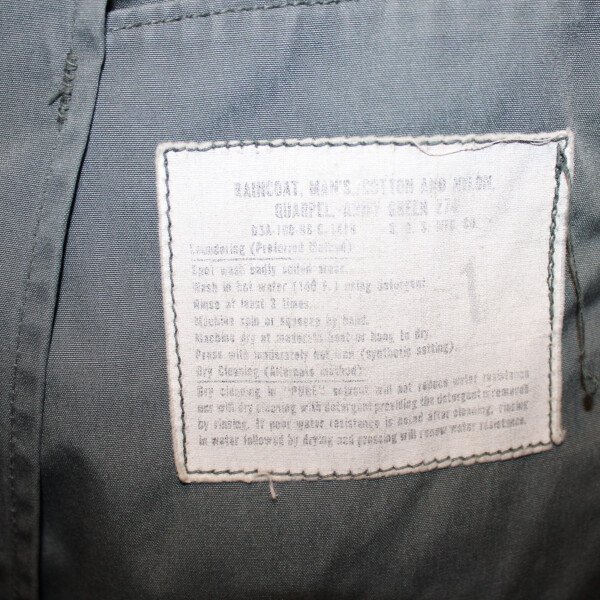 RAINCOAT, MAN'S, COTTON AND NYLON,
QUARPEL, ARMY GREEN 274
DSA-100-
Laundering (Preferred Method)
Spot wash badly soiled areas.
Wash in hot water (100 F.) using detergent
Rinse at least 3 times.
Machine spin or squeeze by hand.
Machine dry at moderate heat or hang to dry.
Press with moderately hot iron (synthetic setting).
Dry Cleaning (Alternate method)
Dry cleaning in "PURE" solvent will not reduce water resistance
nor will dry cleaning with detergent providing the detergent is removed
by rinsing. If poor water resistance is noted after cleaning, rinsing
in water followed by drying and pressing will renew water resistance.